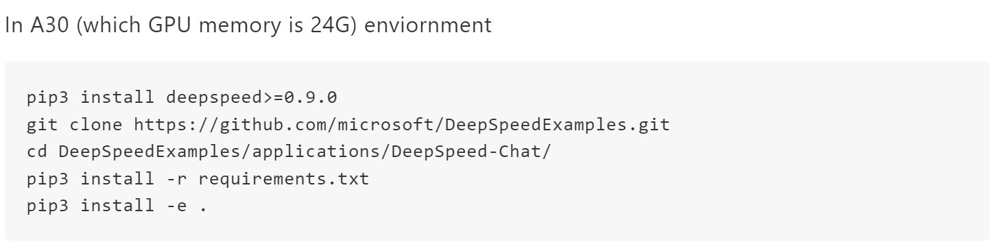 In A30 (which GPU memory is 24G) enviornment
pip3 install deepspeed>=0.9.0
git clone https://github.com/microsoft/DeepSpeedExamples.git
cd DeepSpeedExamples/applications/DeepSpeed-Chat/
pip3 install -r requirements.txt
pip3 install -e .